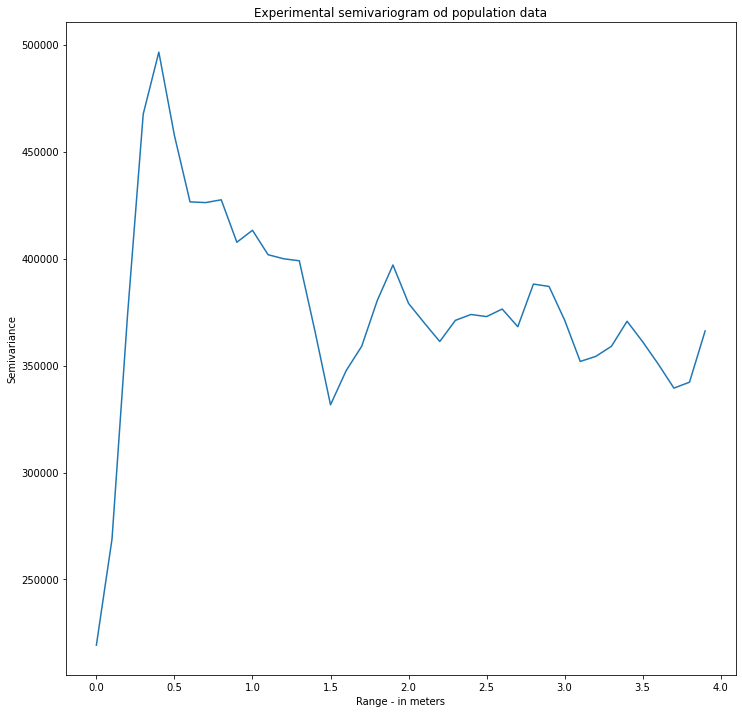 Experimental semivariogram od population data
500000
450000
400000
350000
300000
250000
Semivariance
0.0 0.5 1.0 1.5 2.0 2.5 3.0 3.5 4.0
Range - in meters